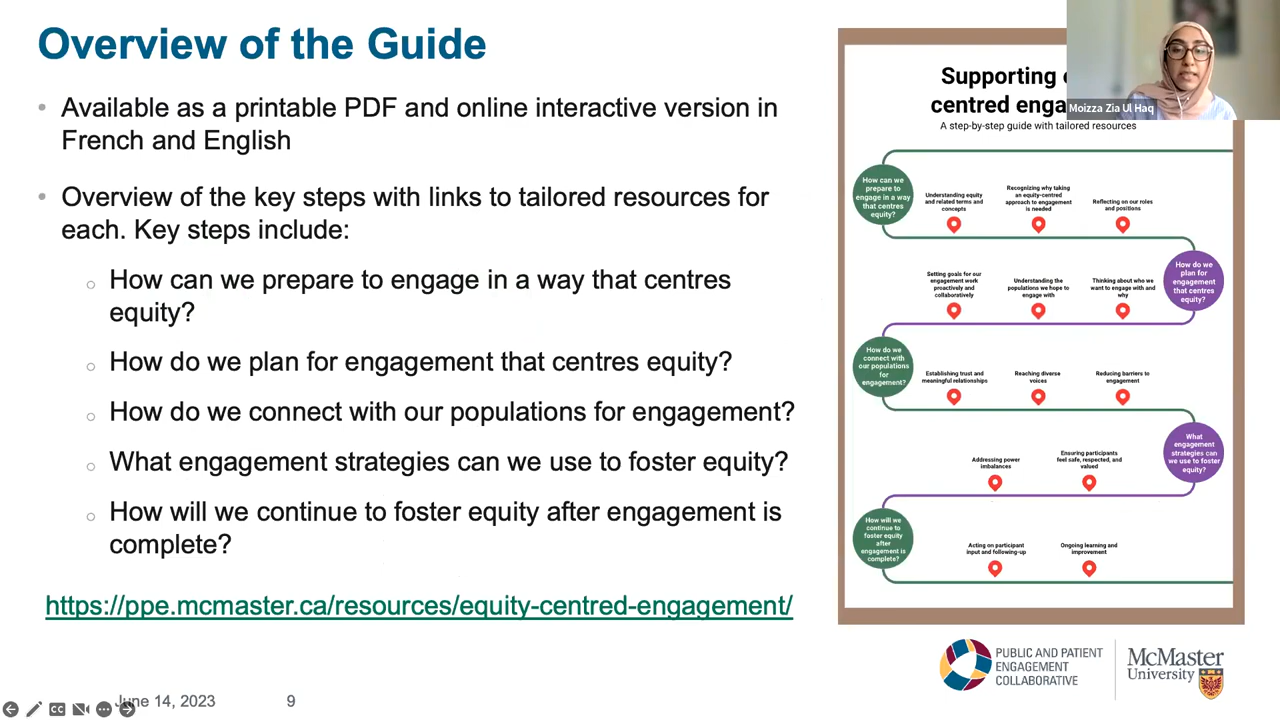 Overview of the Guide
Available as a printable PDF and online interactive version in
French and English
Overview of the key steps with links to tailored resources for
each. Key steps include:
How can we prepare to engage in a way that centres
equity?
How do we plan for engagement that centres equity?
How do we connect with our populations for engagement?
What engagement strategies can we use to foster equity?
How will we continue to foster equity after engagement is
complete?
https://ppe.mcmaster.ca/resources/equity-centred-engagement/
June 14, 2023
9
Supporting
centred enga
A step-by-step guide with tailored resources
Moizza Zia Ul Haq
How can we
prepare to
engage in a way
that centres
equity?
Understanding equity
and related terms and
concepts
Recognizing why taking
an equity-centred
approach to engagement
is needed
Reflecting on our roles
and positions
How do we
plan for
engagement
that centres
equity?
Setting goals for our
engagement work
proactively and
collaboratively
Understanding the
populations we hope to
engage with
Thinking about who we
want to engage with and
why
How do we
connect with
our populations
for
engagement?
Establishing trust and
meaningful relationships
Reaching diverse
voices
Reducing barriers to
engagement
What
engagement
strategies can
we use to foster
equity?
Addressing power
imbalances
Ensuring participants
feel safe, respected, and
valued
How will we
continue to
foster equity
after
engagement is
complete?
Acting on participant
input and following-up
Ongoing learning and
improvement
PUBLIC AND PATIENT
ENGAGEMENT
COLLABORATIVE
McMaster
University
CC